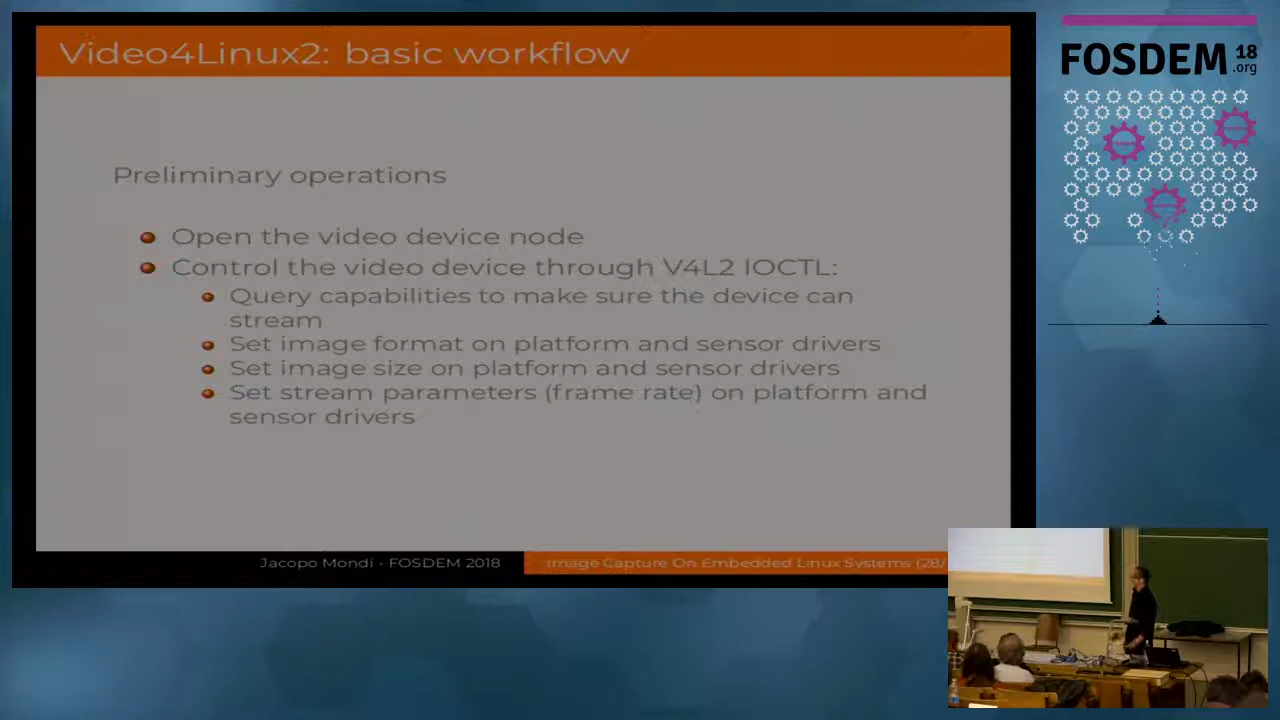 Video4Linux2: basic workflow
FOSDEM 18
.org
Preliminary operations
Open the video device node
Control the video device through V4L2 IOCTL:
Query capabilities to make sure the device can
stream
Set image format on platform and sensor drivers
Set image size on platform and sensor drivers
Set stream parameters (frame rate) on platform and
sensor drivers
Jacopo Mondi - FOSDEM 2018
Image Capture On Embedded Linux Systems (28/